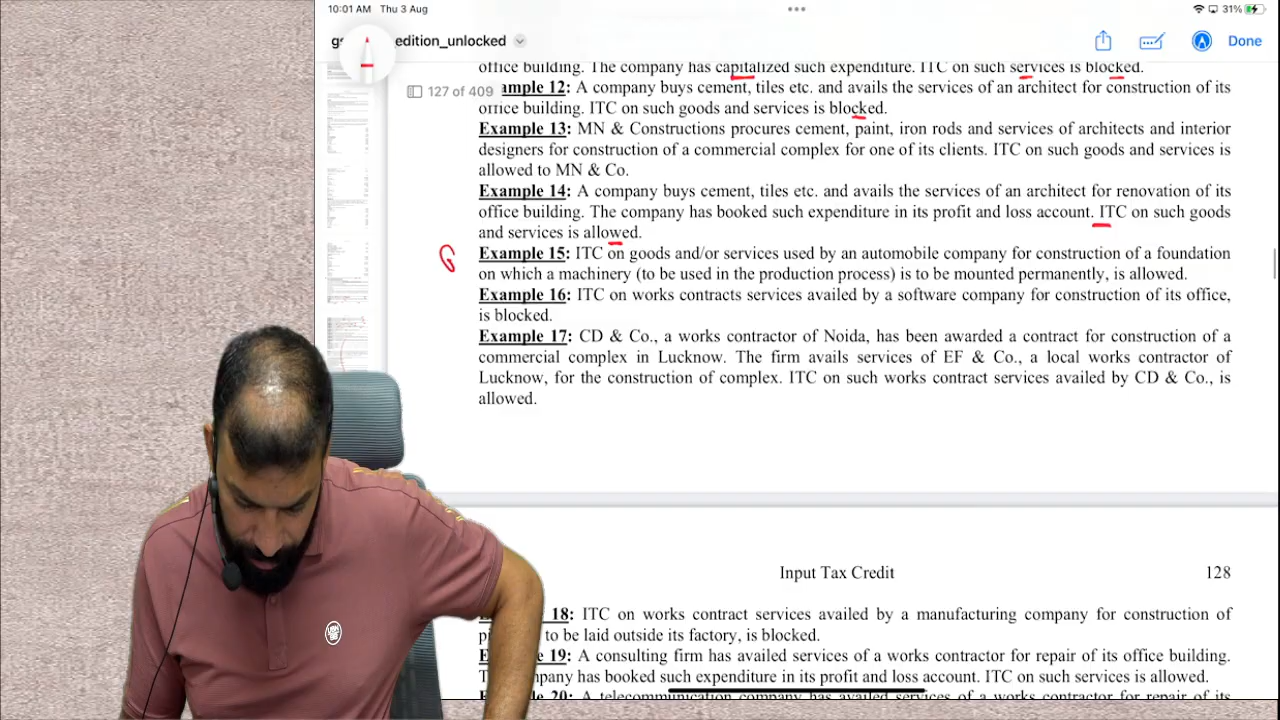 10:01 AM Thu 3 Aug
31%
edition_unlocked
Done
office building. The company has capitalized such expenditure. ITC on such services is blocked.
127 of 409
mple 12: A company buys cement, tiles etc. and avails the services of an architect for construction of its
office building. ITC on such goods and services is blocked.
Example 13: MN & Constructions procures cement, paint, iron rods and services of architects and interior
designers for construction of a commercial complex for one of its clients. ITC on such goods and services is
allowed to MN & Co.
Example 14: A company buys cement, tiles etc. and avails the services of an architect for renovation of its
office building. The company has booked such expenditure in its profit and loss account. ITC on such goods
and services is allowed.
Example 15: ITC on goods and/or services used by an automobile company for construction of a foundation
on which a machinery (to be used in the production process) is to be mounted permanently, is allowed.
Example 16: ITC on works contracts services availed by a software company for construction of its office,
is blocked.
Example 17: CD & Co., a works contractor of Noida, has been awarded a contract for construction of a
commercial complex in Lucknow. The firm avails services of EF & Co., a local works contractor of
Lucknow, for the construction of complex. ITC on such works contract services availed by CD & Co., is
allowed.
Input Tax Credit 128
18: ITC on works contract services availed by a manufacturing company for construction of
to be laid outside its factory, is blocked.
19: A consulting firm has availed services of a works contractor for repair of its office building.
mpany has booked such expenditure in its profit and loss account. ITC on such services is allowed.
20: A telecommunication company has availed services of a works contractor for repair of its